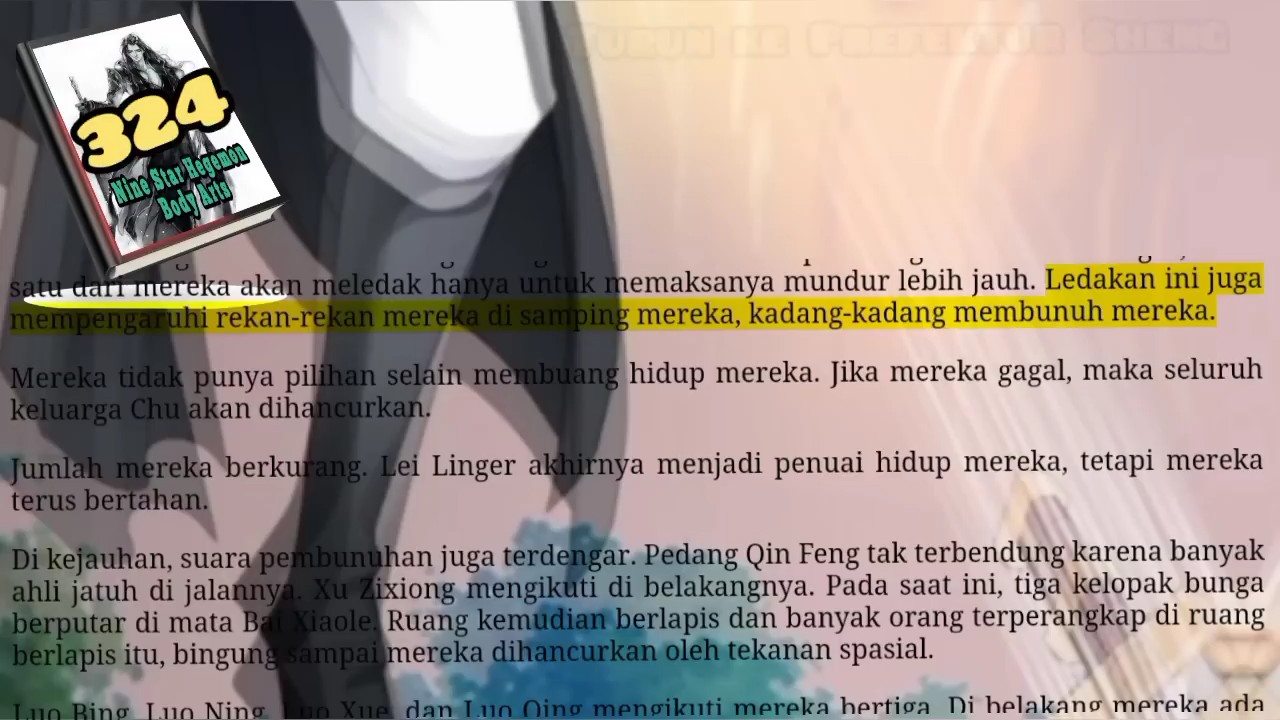 TURUN KE PREFEKTUR SHENG
324
Nine Star Hegemon
Body Arts
satu dari mereka akan meledak hanya untuk memaksanya mundur lebih jauh. Ledakan ini juga
mempengaruhi rekan-rekan mereka di samping mereka, kadang-kadang membunuh mereka.
Mereka tidak punya pilihan selain membuang hidup mereka. Jika mereka gagal, maka seluruh
keluarga Chu akan dihancurkan.
Jumlah mereka berkurang. Lei Linger akhirnya menjadi penuai hidup mereka, tetapi mereka
terus bertahan.
Di kejauhan, suara pembunuhan juga terdengar. Pedang Qin Feng tak terbendung karena banyak
ahli jatuh di jalannya. Xu Zixiong mengikuti di belakangnya. Pada saat ini, tiga kelopak bunga
berputar di mata Bai Xiaole. Ruang kemudian berlapis dan banyak orang terperangkap di ruang
berlapis itu, bingung sampai mereka dihancurkan oleh tekanan spasial.
Luo Bing, Luo Ning, Luo Xue, dan Luo Qing mengikuti mereka bertiga. Di belakang mereka ada